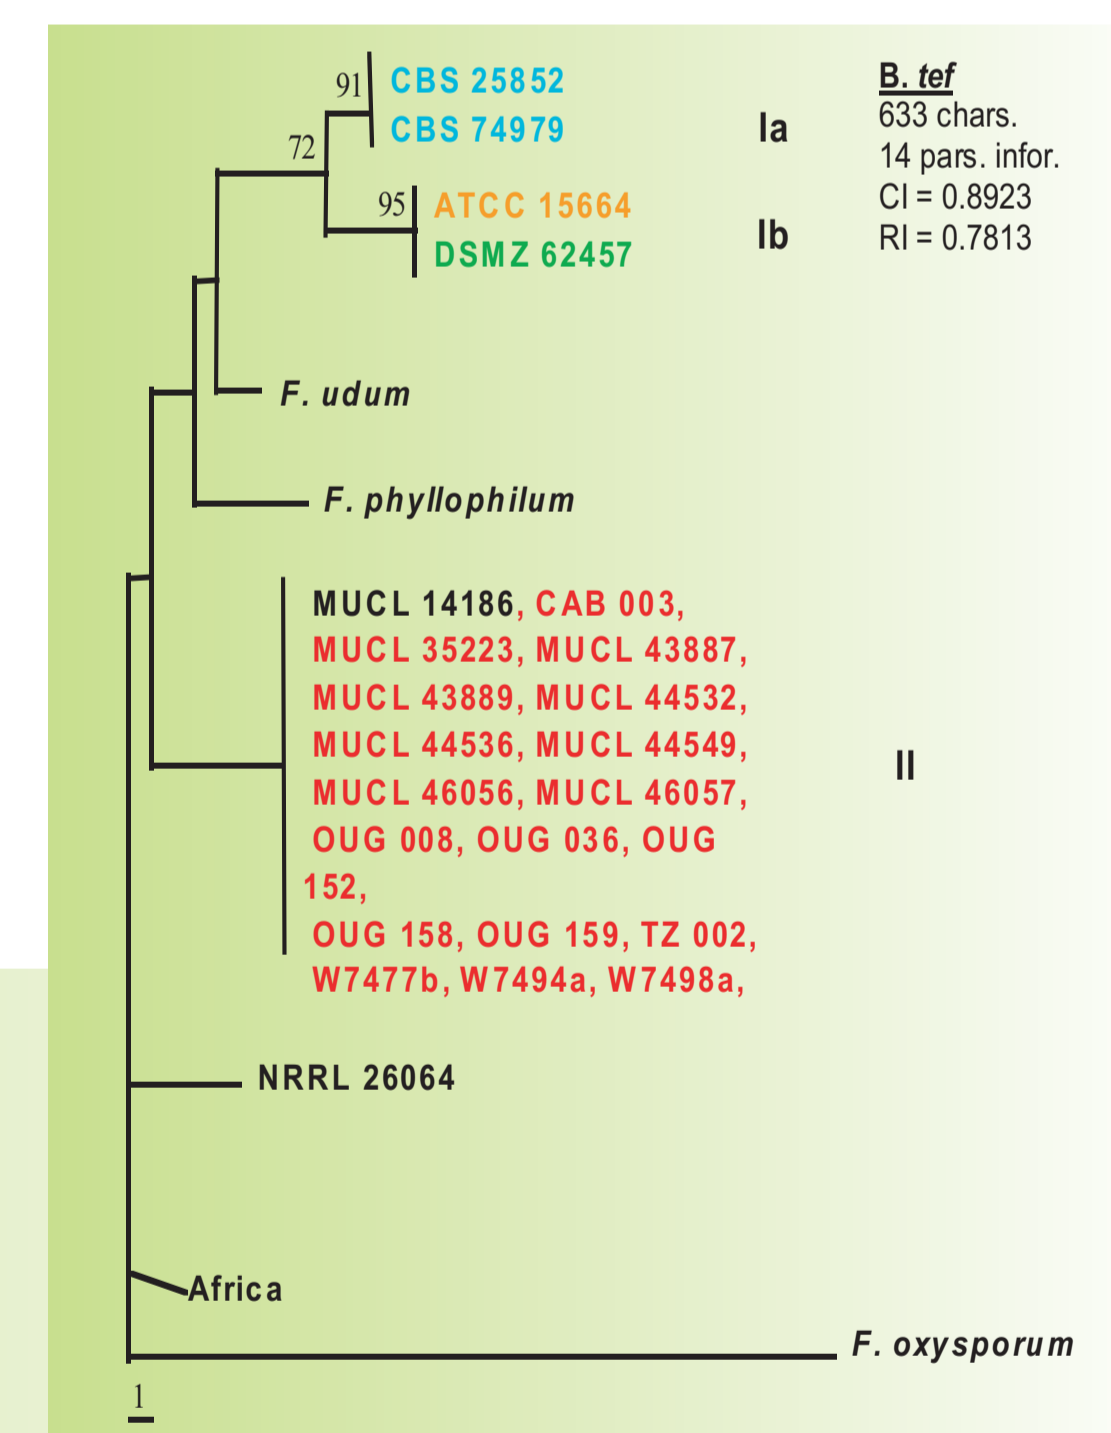 91
CBS 25852
CBS 74979
72
Ia
B. tef
633 chars.
14 pars. infor.
CI = 0.8923
RI = 0.7813
95
ATCC 15664
DSMZ 62457
Ib
F. udum
F. phyllophilum
MUCL 14186, CAB 003,
MUCL 35223, MUCL 43887,
MUCL 43889, MUCL 44532,
MUCL 44536, MUCL 44549,
MUCL 46056, MUCL 46057,
OUG 008, OUG 036, OUG
152,
OUG 158, OUG 159, TZ 002,
W7477b, W7494a, W7498a,
II
NRRL 26064
Africa
F. oxysporum
1